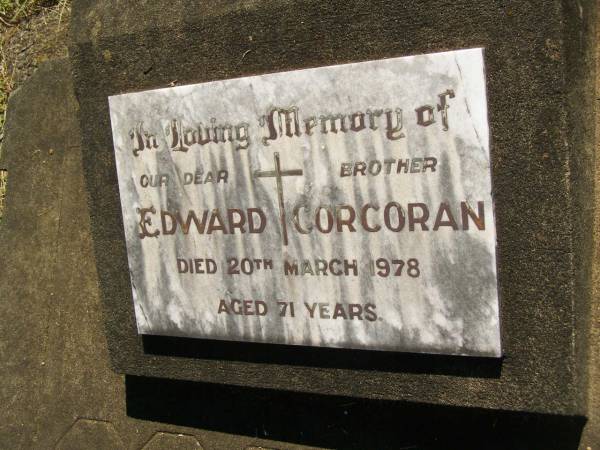 In Loving Memory of
OUR DEAR BROTHER
EDWARD CORCORAN
DIED 20TH MARCH 1978
AGED 71 YEARS.